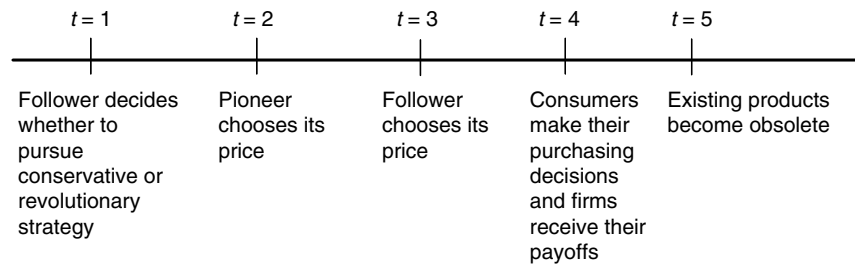 t = 1
t = 2
t = 3
t = 4
t = 5
Follower decides
whether to
pursue
conservative or
revolutionary
strategy
Pioneer
chooses its
price
Follower
chooses its
price
Consumers
make their
purchasing
decisions
and firms
receive their
payoffs
Existing products
become obsolete